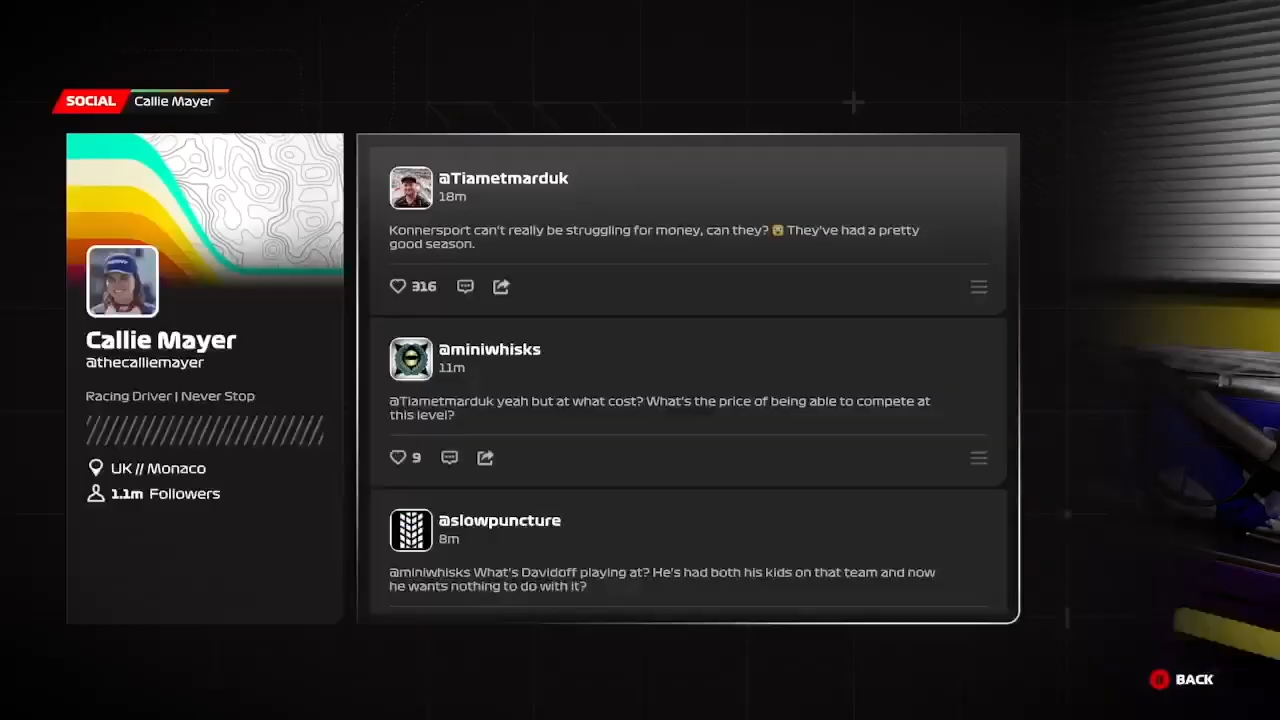 SOCIAL Callie Mayer
Callie Mayer
@thecalliemayer
Racing Driver | Never Stop
UK // Monaco
1.1m Followers
@Tiametmarduk
18m
Konnersport can't really be struggling for money, can they? They've had a pretty
good season.
316
@miniwhisks
11m
@Tiametmarduk yeah but at what cost? What's the price of being able to compete at
this level?
9
@slowpuncture
8m
@miniwhisks What's Davidoff playing at? He's had both his kids on that team and now
he wants nothing to do with it?
BACK